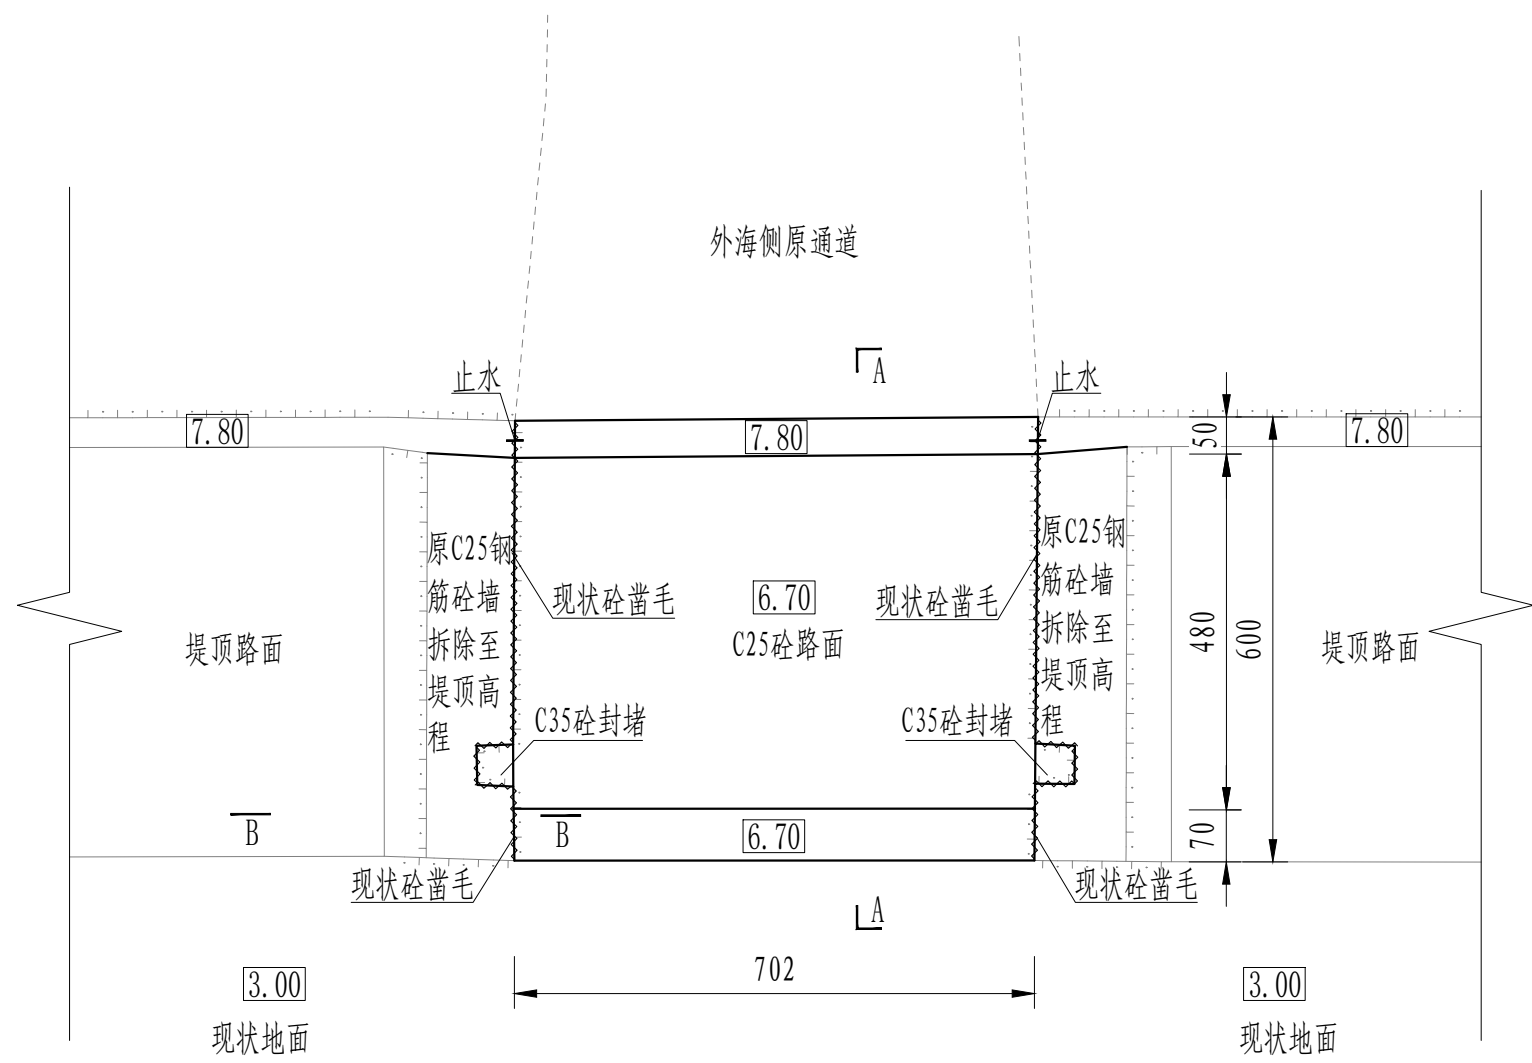 外海侧原通道
A
止水
止水
7.80
7.80
7.80
50
原C25钢
筋砼墙
拆除至
堤顶高
程
现状砼凿毛
6.70
C25砼路面
现状砼凿毛
原C25钢
筋砼墙
拆除至
堤顶高
程
480
600
堤顶路面
堤顶路面
C35砼封堵
C35砼封堵
B
B
6.70
70
现状砼凿毛
现状砼凿毛
A
702
3.00
现状地面
3.00
现状地面